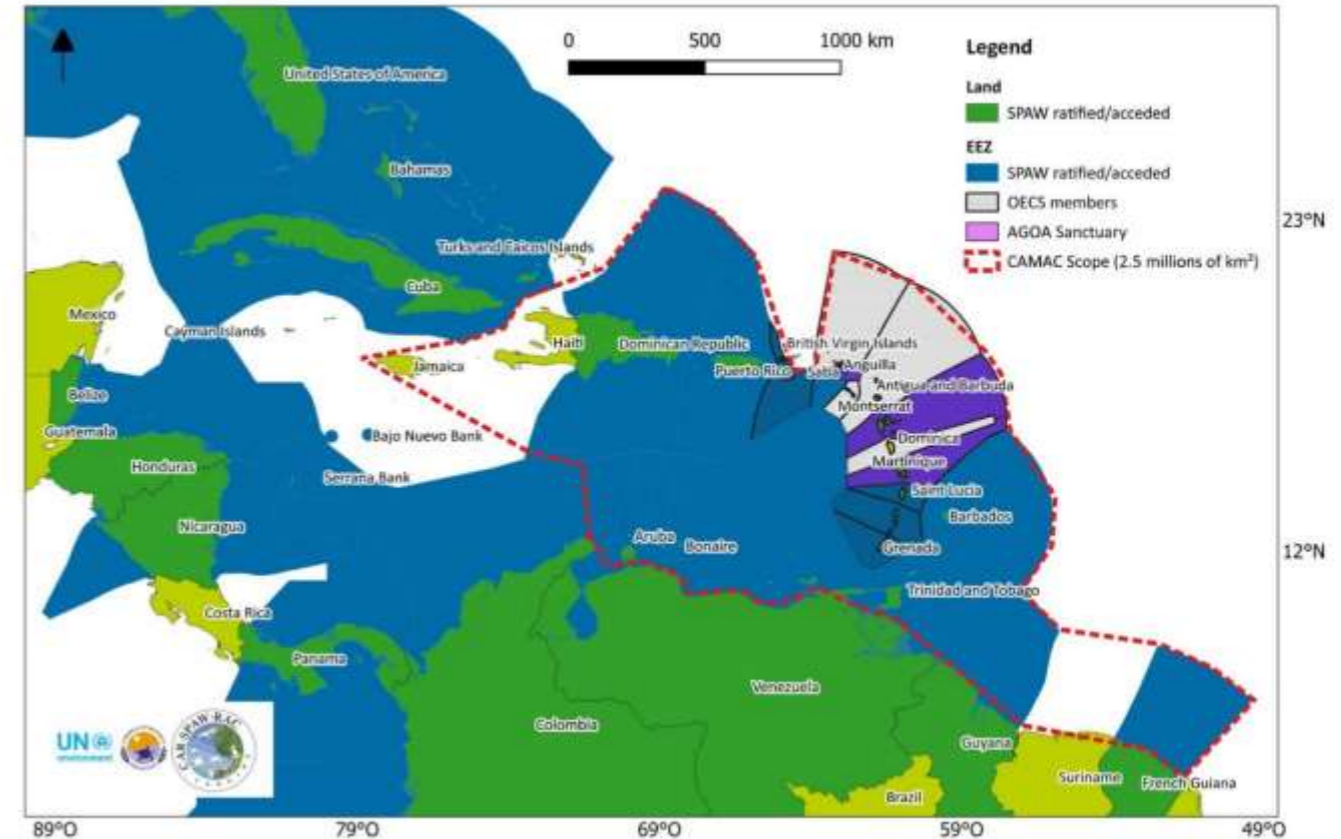 0 500 1000 km
Legend
Land
SPAW ratified/acceded
EEZ
SPAW ratified/acceded
OECS members
AGOA Sanctuary
CAMAC Scope (2.5 millions of km²)
United States of America
Bahamas
23°N
Turks and Caicos Islands
Cuba
Mexico
Cayman Islands
Haiti
Dominican Republic
British Virgin Islands
Jamaica
Puerto Rico
Saba
Anguilla
Antigua and Barbuda
Belize
Montserrat
Guatemala
Bajo Nuevo Bank
Dominica
Honduras
Martinique
Serrana Bank
Saint Lucia
Nicaragua
Barbados
Aruba
Bonaire
Grenada
12°N
Trinidad and Tobago
Costa Rica
Panama
Venezuela
Colombia
UN
environment
CAR-SPAW-RAC
Guyana
Suriname
French Guiana
Brazil
89°O 79°O 69°O 59°O 49°O